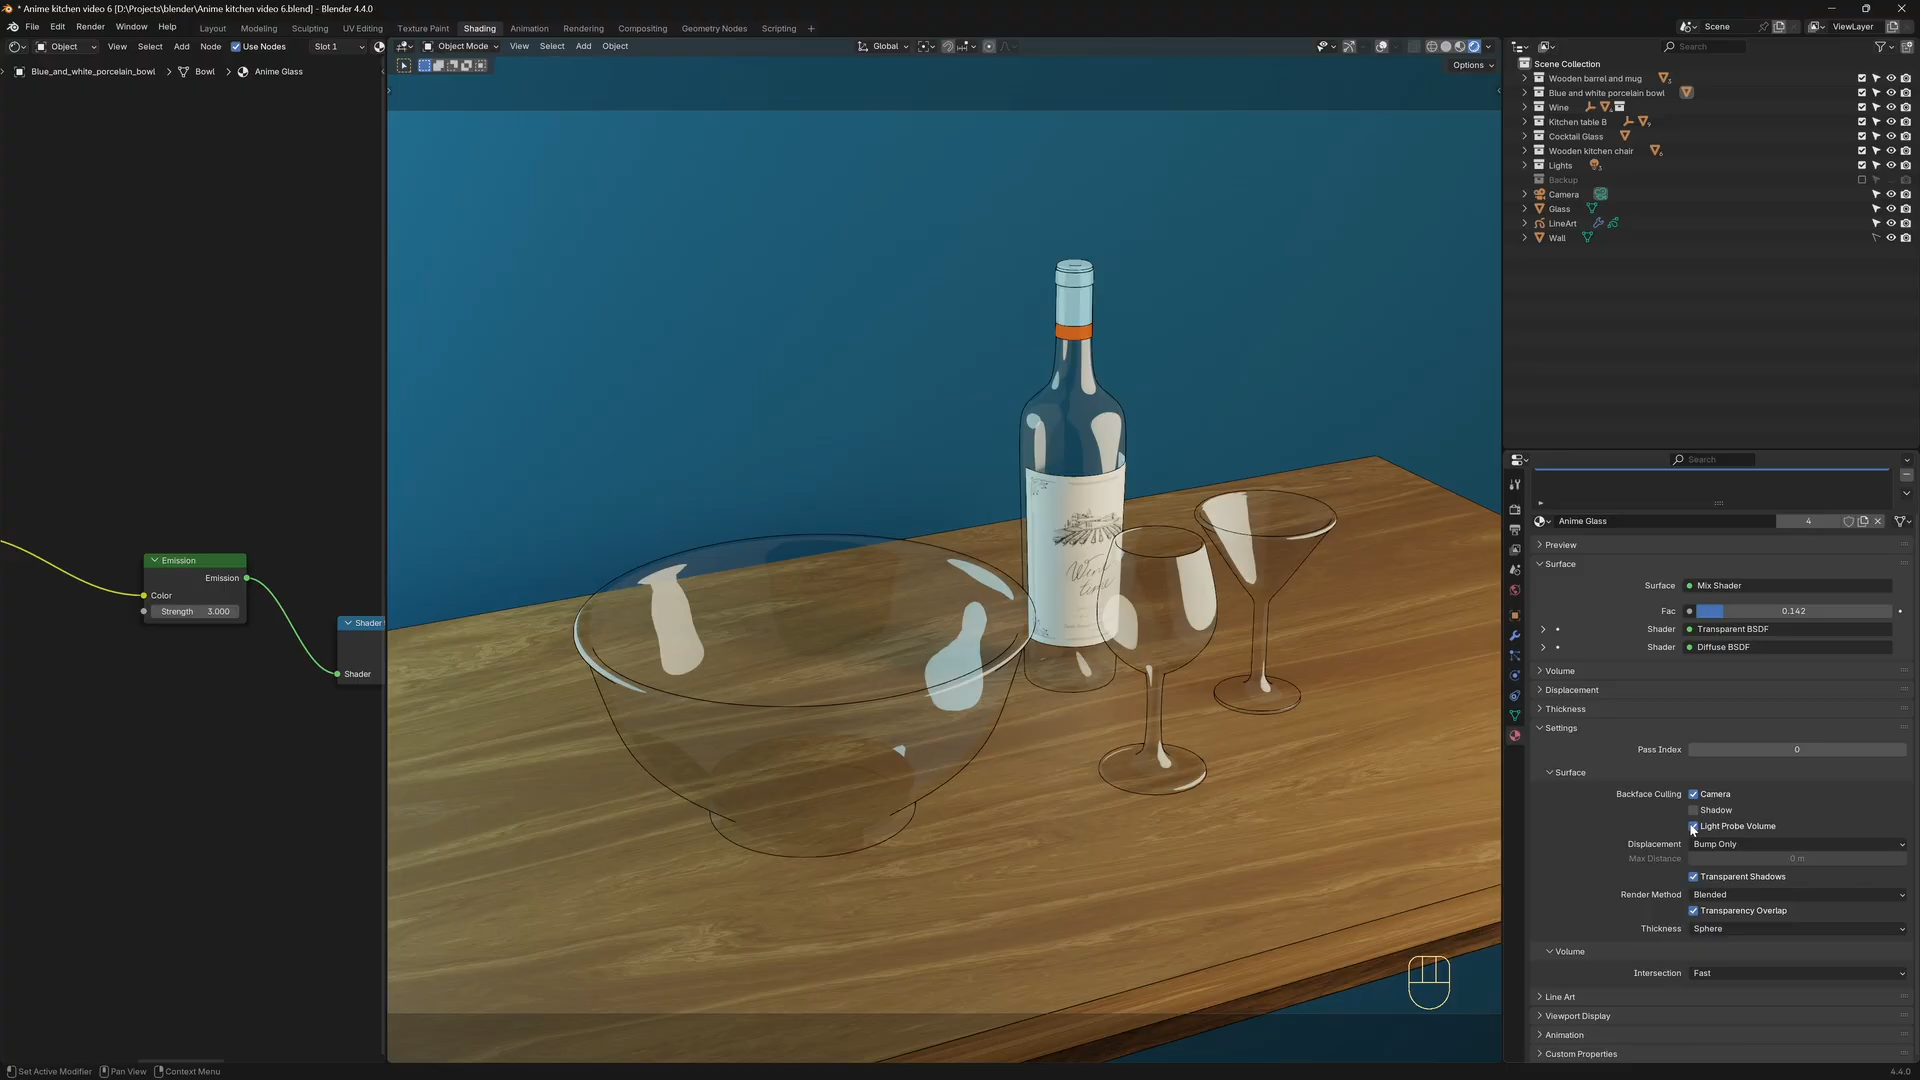 * Anime kitchen video 6 [D:\Projects\blender\Anime kitchen video 6.blend] - Blender 4.4.0
File Edit Render Window Help Layout Modeling Sculpting UV Editing Texture Paint Shading Animation Rendering Compositing Geometry Nodes Scripting + Scene ViewLayer
Object View Select Add Node Use Nodes Slot 1 Object Mode View Select Add Object Global Search
Blue_and_white_porcelain_bowl > Bowl > Anime Glass
Options
Scene Collection
Wooden barrel and mug
Blue and white porcelain bowl
Wine
Kitchen table B
Cocktail Glass
Wooden kitchen chair
Lights
Backup
Camera
Glass
LineArt
Wall
Search
Anime Glass 4
Preview
Surface
Surface Mix Shader
Fac 0.142
Shader Transparent BSDF
Shader Diffuse BSDF
Volume
Displacement
Thickness
Settings
Pass Index 0
Surface
Backface Culling Camera
Shadow
Light Probe Volume
Displacement Bump Only
Max Distance 0 m
Transparent Shadows
Render Method Blended
Transparency Overlap
Thickness Sphere
Volume
Intersection Fast
Line Art
Viewport Display
Animation
Custom Properties
Emission
Emission
Color
Strength 3.000
Shader
Shader
Wine
time
Set Active Modifier Pan View Context Menu 4.4.0